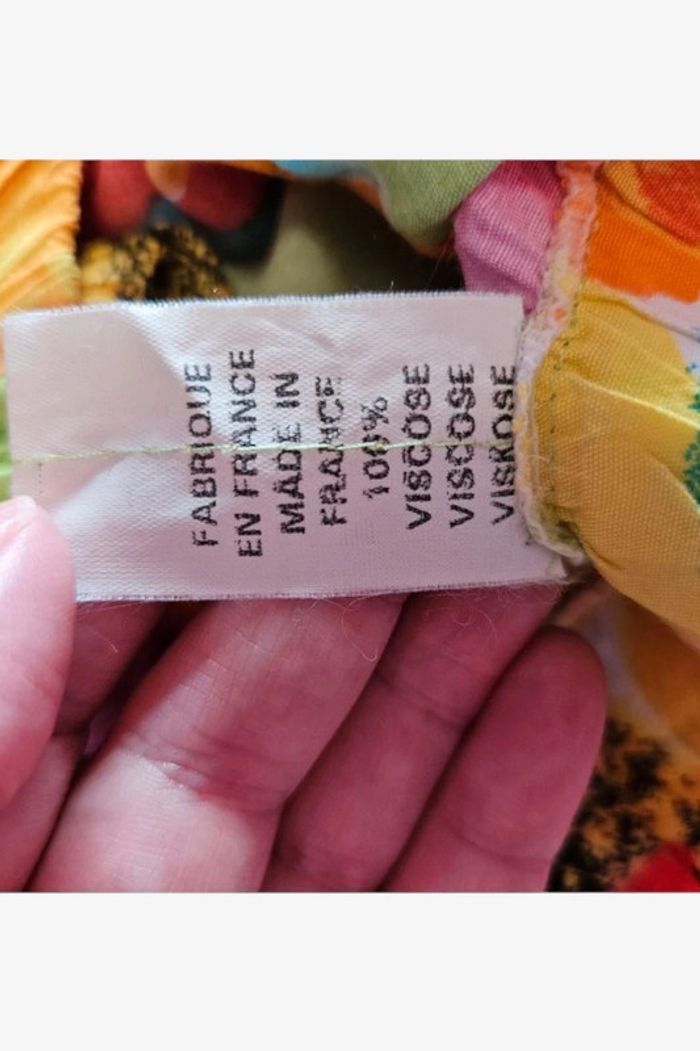 FABRIQUE
EN FRANCE
MADE IN
FRANCE
100%
VISCOSE
VISCOSE
VISKOSE